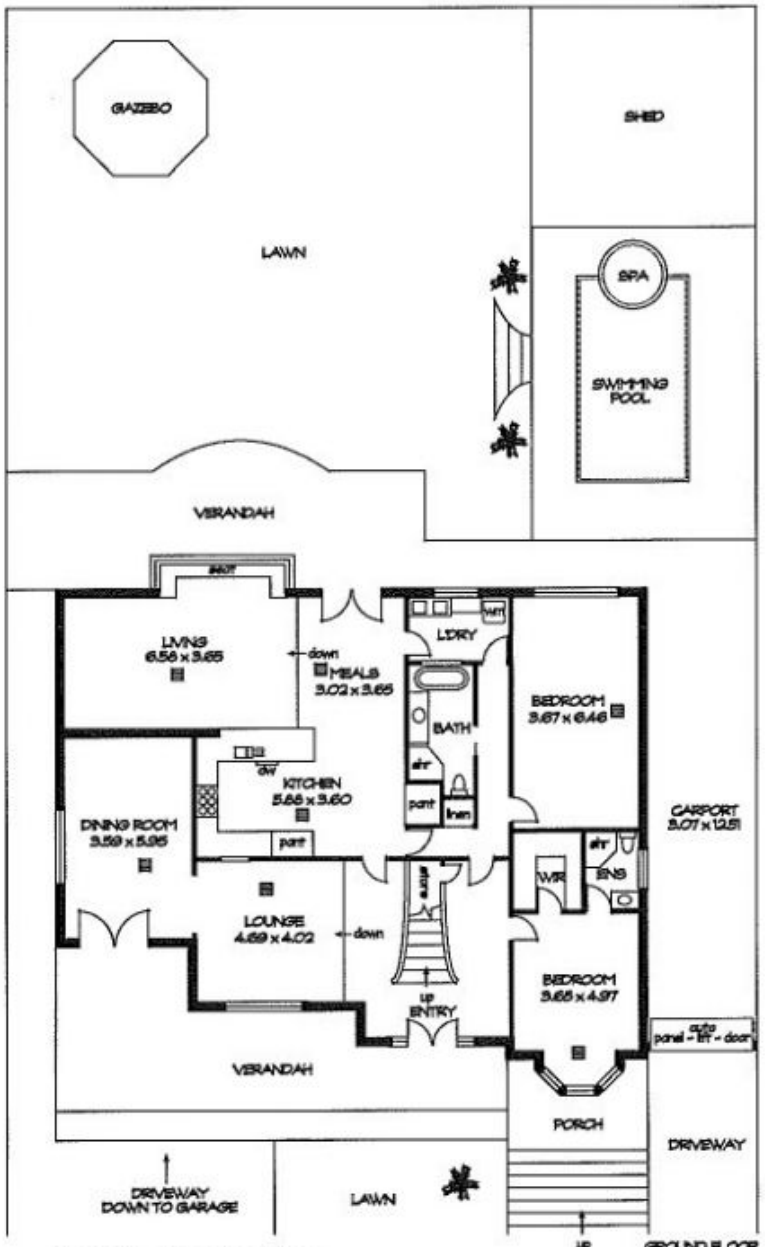 GAZEBO
SHED
LAWN
SPA
SWIMMING
POOL
VERANDAH
seat
LIVING
6.58 x 3.65
down
MEALS
3.02 x 3.65
L'DRY
WM
BEDROOM
3.67 x 6.46
BATH
shr
dw
KITCHEN
5.88 x 3.60
pant
linen
pant
DINING ROOM
3.59 x 5.95
CARPORT
3.07 x 12.51
store
WIR
shr
ENS
LOUNGE
4.69 x 4.02
down
up
ENTRY
BEDROOM
3.65 x 4.97
auto
panel - lift - door
VERANDAH
PORCH
DRIVEWAY
DRIVEWAY
DOWN TO GARAGE
LAWN
up
GROUND FLOOR